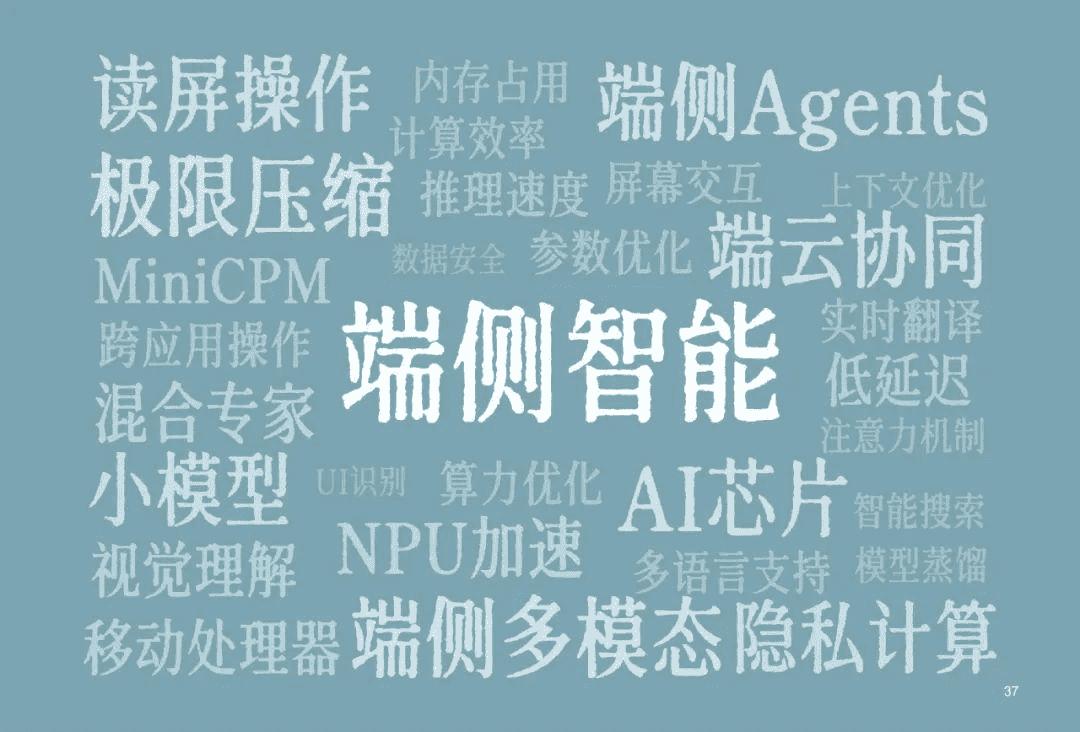 读屏操作
内存占用
端侧Agents
计算效率
极限压缩
推理速度
屏幕交互
上下文优化
数据安全
参数优化
端云协同
MiniCPM
端侧智能
实时翻译
跨应用操作
低延迟
混合专家
注意力机制
小模型
UI识别
算力优化
AI芯片
智能搜索
NPU加速
视觉理解
多语言支持
模型蒸馏
移动处理器
端侧多模态
隐私计算
37